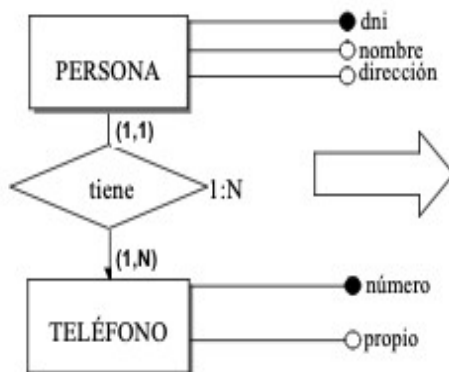 dni
nombre
dirección
PERSONA
(1,1)
tiene
1:N
(1,N)
número
TELÉFONO
propio